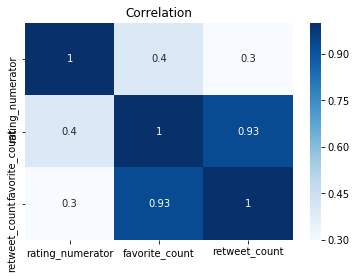 Correlation
rating_numerator
1
0.4
0.3
favorite_count
0.4
1
0.93
retweet_count
0.3
0.93
1
rating_numerator
favorite_count
retweet_count
0.90
0.75
0.60
0.45
0.30